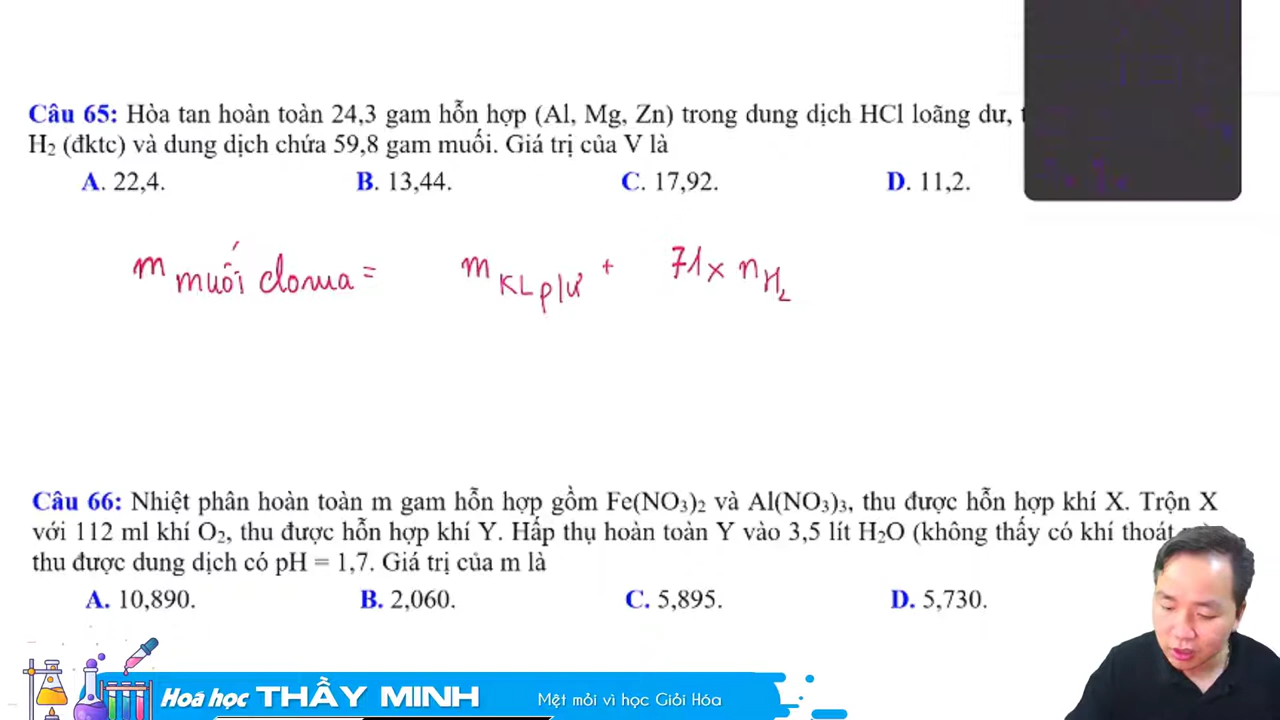 Câu 65: Hòa tan hoàn toàn 24,3 gam hỗn hợp (Al, Mg, Zn) trong dung dịch HCl loãng dư,
H₂ (đktc) và dung dịch chứa 59,8 gam muối. Giá trị của V là
A. 22,4. B. 13,44. C. 17,92. D. 11,2.
m muối clorua = m KL p/ư + 71 x n H₂
Câu 66: Nhiệt phân hoàn toàn m gam hỗn hợp gồm Fe(NO₃)₂ và Al(NO₃)₃, thu được hỗn hợp khí X. Trộn X
với 112 ml khí O₂, thu được hỗn hợp khí Y. Hấp thụ hoàn toàn Y vào 3,5 lít H₂O (không thấy có khí thoát
thu được dung dịch có pH = 1,7. Giá trị của m là
A. 10,890. B. 2,060. C. 5,895. D. 5,730.
Hoá học THẦY MINH Mệt mỏi vì học Giỏi Hóa